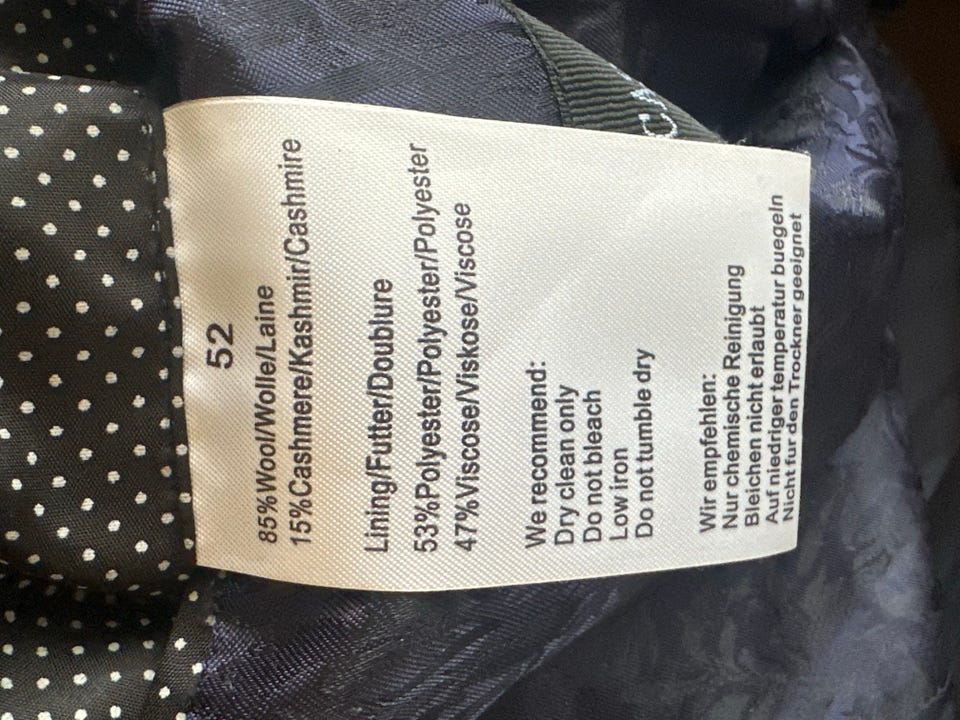 52
85%Wool/Wolle/Laine
15%Cashmere/Kashmir/Cashmire
Lining/Futter/Doublure
53%Polyester/Polyester/Polyester
47%Viscose/Viskose/Viscose
We recommend:
Dry clean only
Do not bleach
Low iron
Do not tumble dry
Wir empfehlen:
Nur chemische Reinigung
Bleichen nicht erlaubt
Auf niedriger temperatur buegeln
Nicht fur den Trockner geeignet